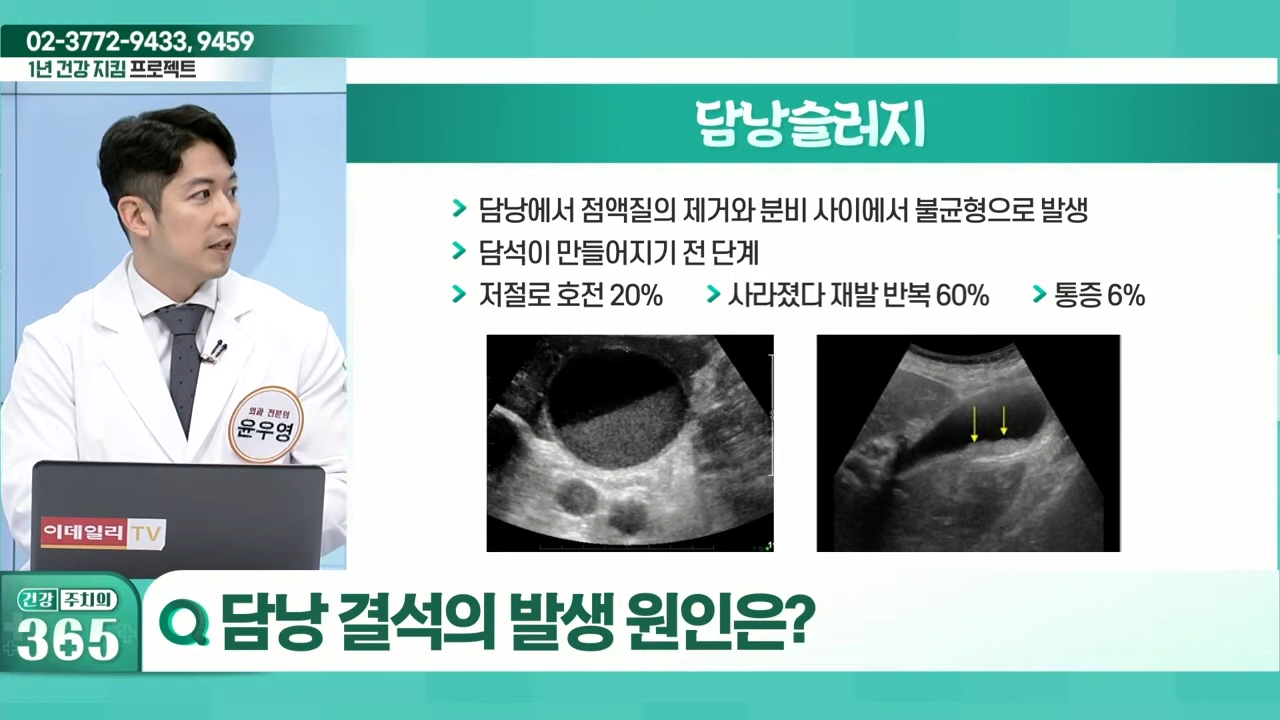 02-3772-9433, 9459
1년 건강 지킴 프로젝트
담낭슬러지
담낭에서 점액질의 제거와 분비 사이에서 불균형으로 발생
담석이 만들어지기 전 단계
저절로 호전 20% 사라졌다 재발 반복 60% 통증 6%
외과 전문의
윤우영
이데일리 TV
건강 주치의
365
Q 담낭 결석의 발생 원인은?